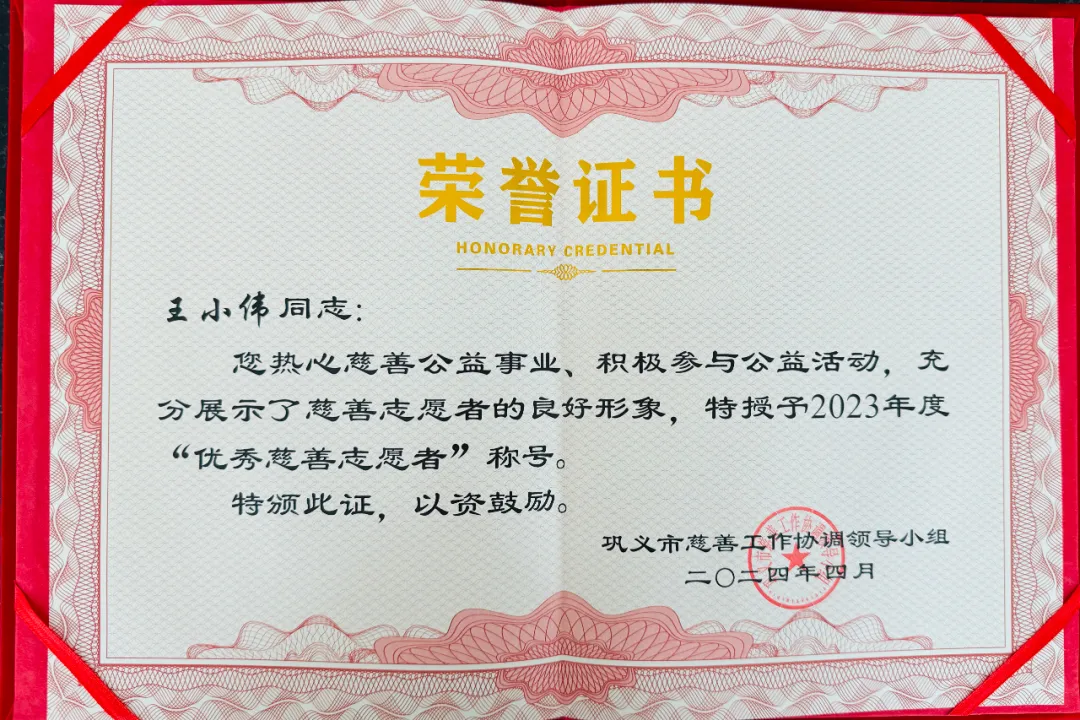 荣誉证书
HONORARY CREDENTIAL
王小伟同志：
您热心慈善公益事业、积极参与公益活动，充
分展示了慈善志愿者的良好形象，特授予2023年度
“优秀慈善志愿者”称号。
特颁此证，以资鼓励。
巩义市慈善工作协调领导小组
二〇二四年四月